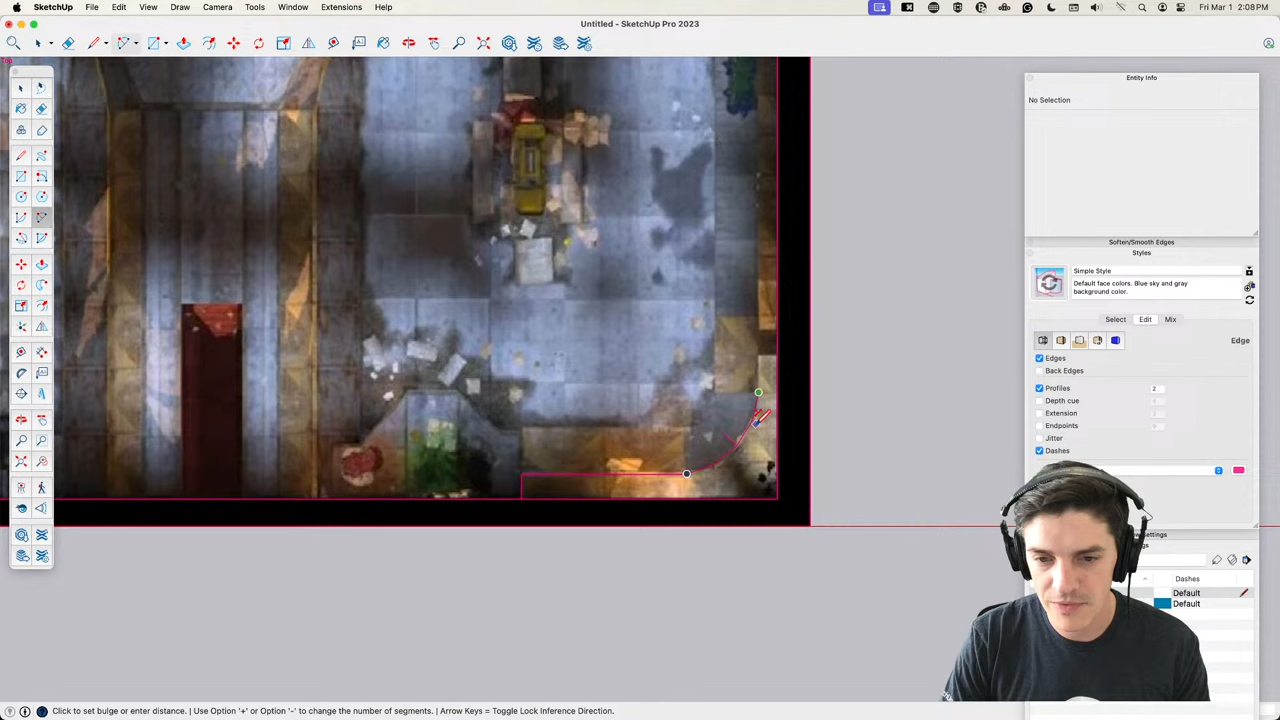 SketchUp File Edit View Draw Camera Tools Window Extensions Help Fri Mar 1 2:08 PM
Untitled - SketchUp Pro 2023
Top
Entity Info
No Selection
Soften/Smooth Edges
Styles
Simple Style
Default face colors. Blue sky and gray
background color.
Select Edit Mix
Edge
Edges
Back Edges
Profiles 2
Depth cue
Extension
Endpoints
Jitter
Dashes
Dashes
Default
Default
Click to set bulge or enter distance. | Use Option '+' or Option '-' to change the number of segments. | Arrow Keys = Toggle Lock Inference Direction.